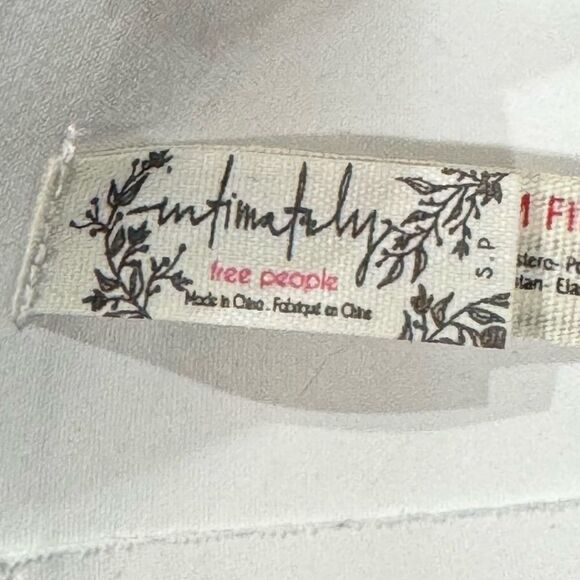 intimately
free people
Made in China . Fabriqué en Chine
S.P